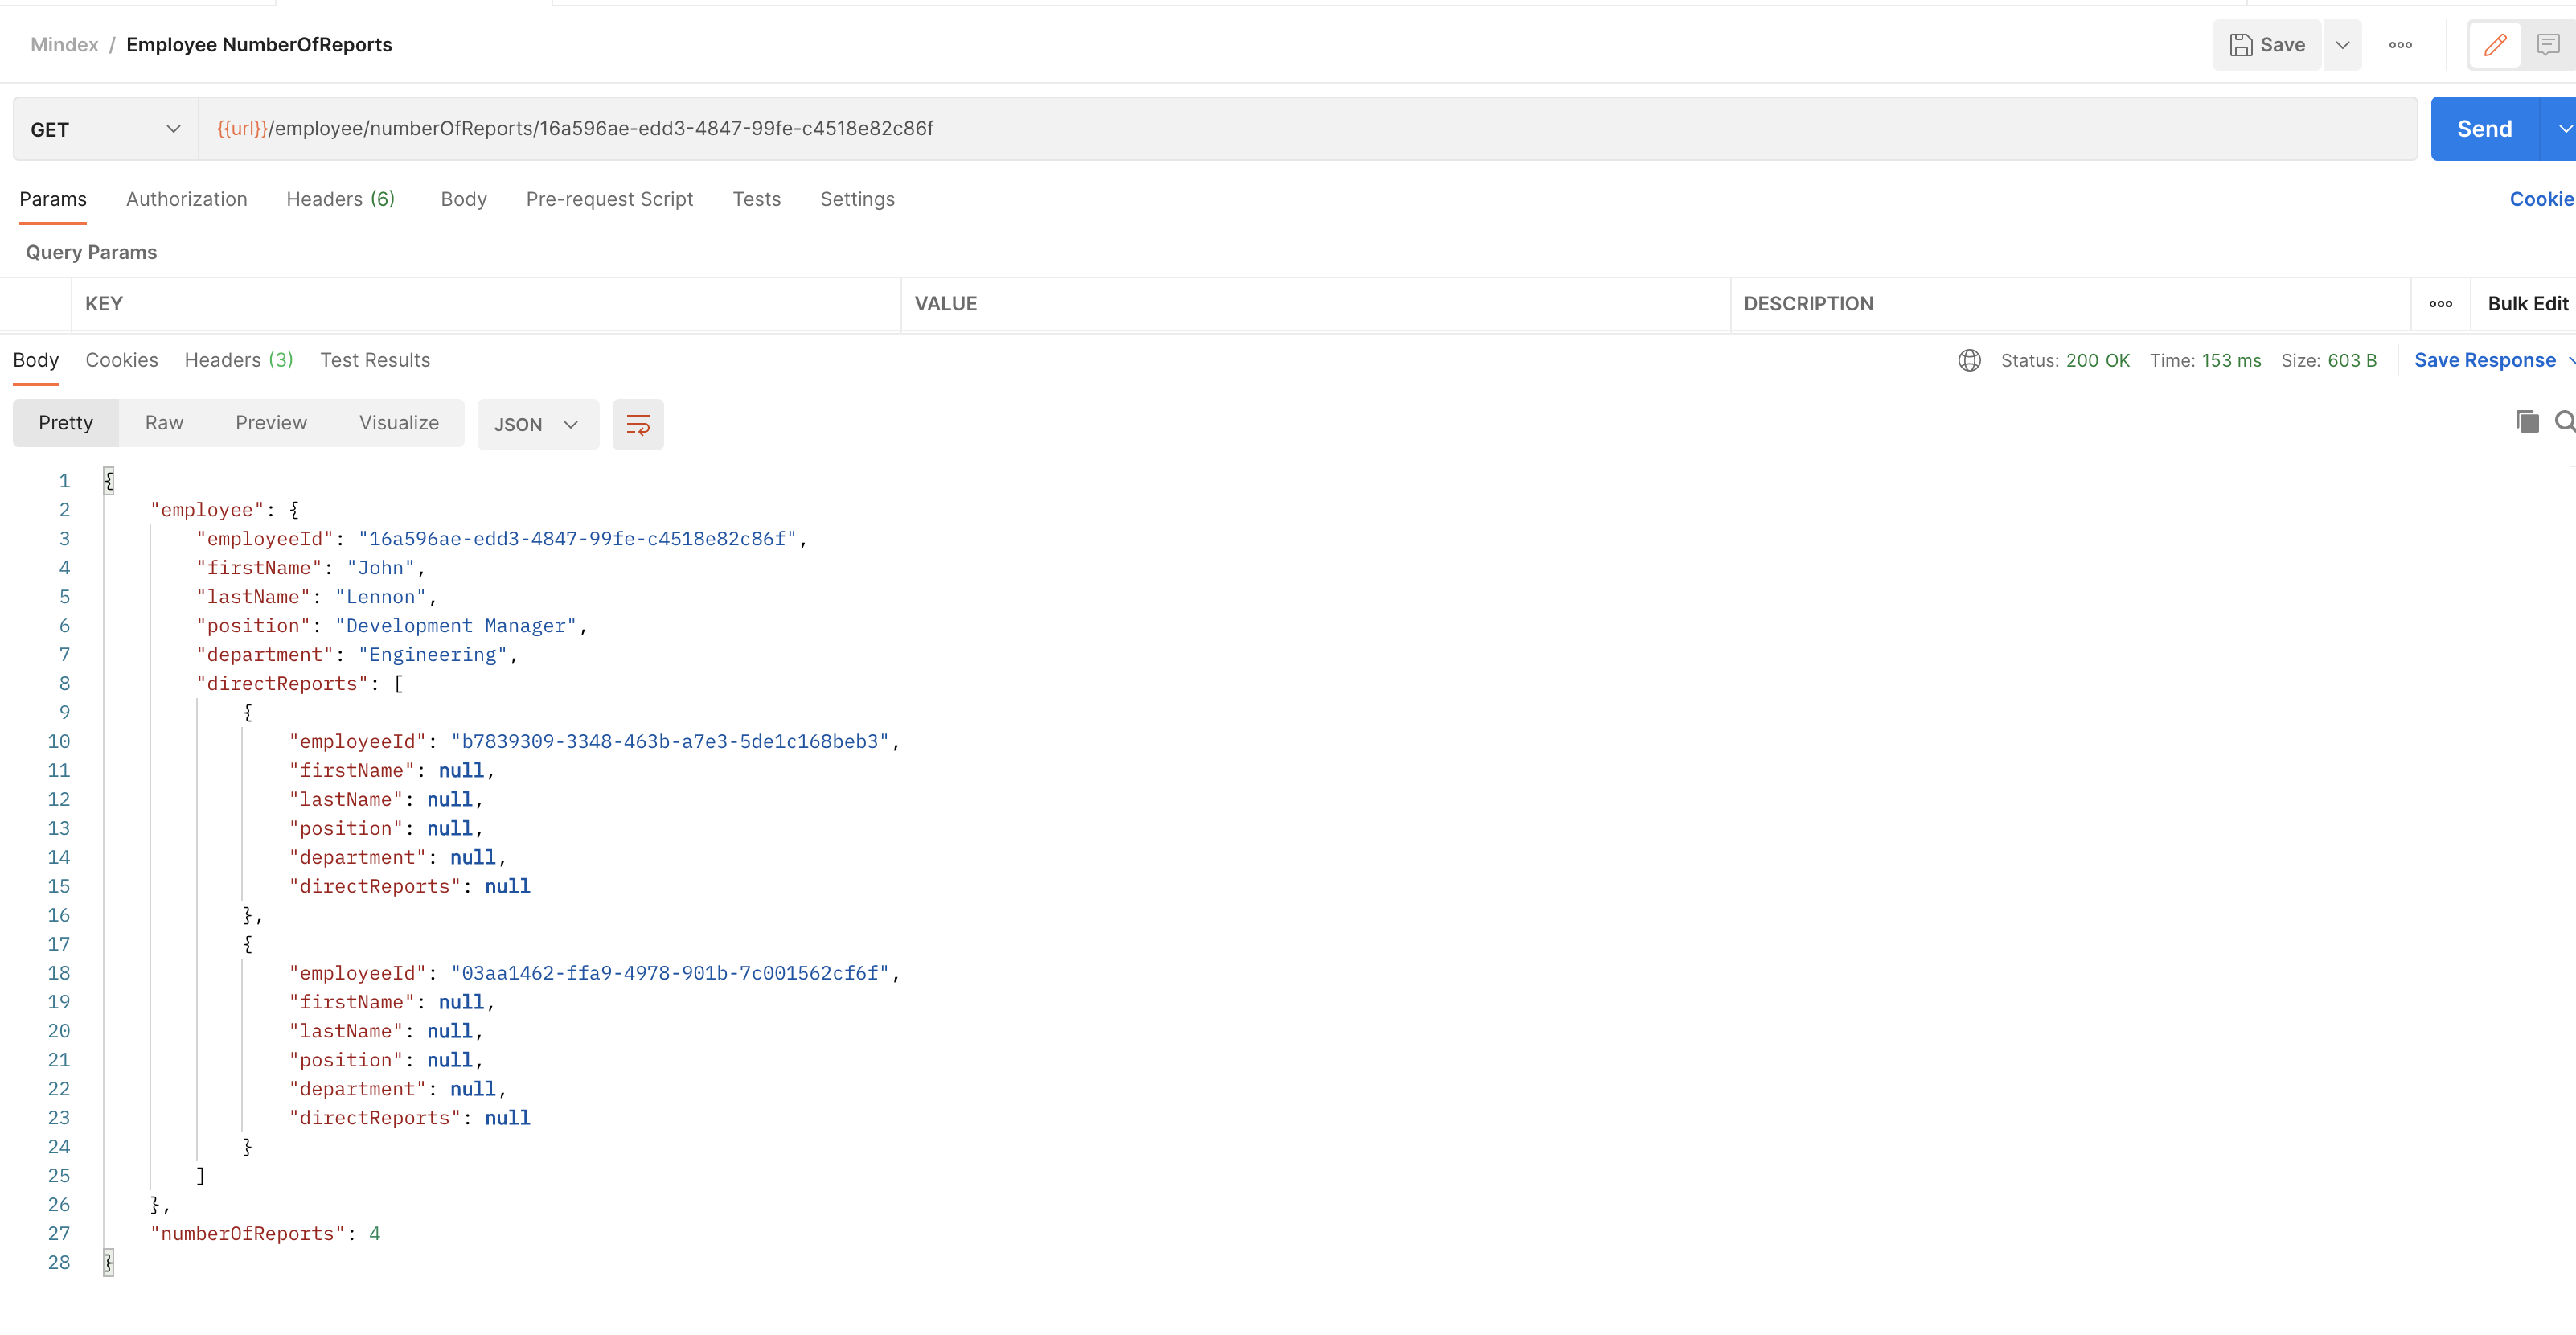 Mindex / Employee NumberOfReports
Save
GET
{{url}}/employee/numberOfReports/16a596ae-edd3-4847-99fe-c4518e82c86f
Send
Params Authorization Headers (6) Body Pre-request Script Tests Settings Cookie
Query Params
KEY VALUE DESCRIPTION Bulk Edit
Body Cookies Headers (3) Test Results Status: 200 OK Time: 153 ms Size: 603 B Save Response
Pretty Raw Preview Visualize JSON
1 {
2 "employee": {
3 "employeeId": "16a596ae-edd3-4847-99fe-c4518e82c86f",
4 "firstName": "John",
5 "lastName": "Lennon",
6 "position": "Development Manager",
7 "department": "Engineering",
8 "directReports": [
9 {
10 "employeeId": "b7839309-3348-463b-a7e3-5de1c168beb3",
11 "firstName": null,
12 "lastName": null,
13 "position": null,
14 "department": null,
15 "directReports": null
16 },
17 {
18 "employeeId": "03aa1462-ffa9-4978-901b-7c001562cf6f",
19 "firstName": null,
20 "lastName": null,
21 "position": null,
22 "department": null,
23 "directReports": null
24 }
25 ]
26 },
27 "numberOfReports": 4
28 }